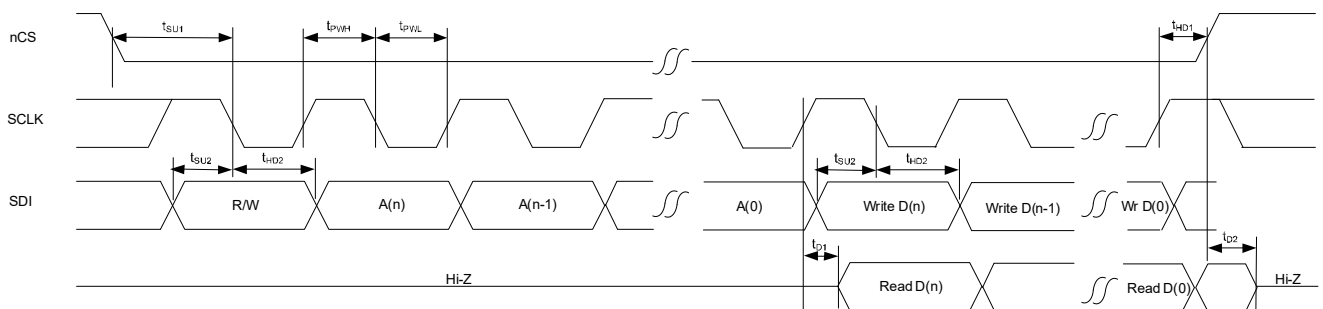 nCS
tSU1
tPWH
tPWL
tHD1
SCLK
tSU2
tHD2
tSU2
tHD2
SDI
R/W
A(n)
A(n-1)
A(0)
Write D(n)
Write D(n-1)
Wr D(0)
tD1
tD2
Hi-Z
Read D(n)
Read D(0)
Hi-Z